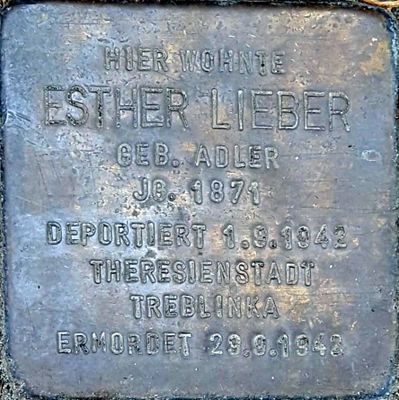 HIER WOHNTE
ESTHER LIEBER
GEB. ADLER
JG. 1871
DEPORTIERT 1.9.1942
THERESIENSTADT
TREBLINKA
ERMORDET 29.9.1942